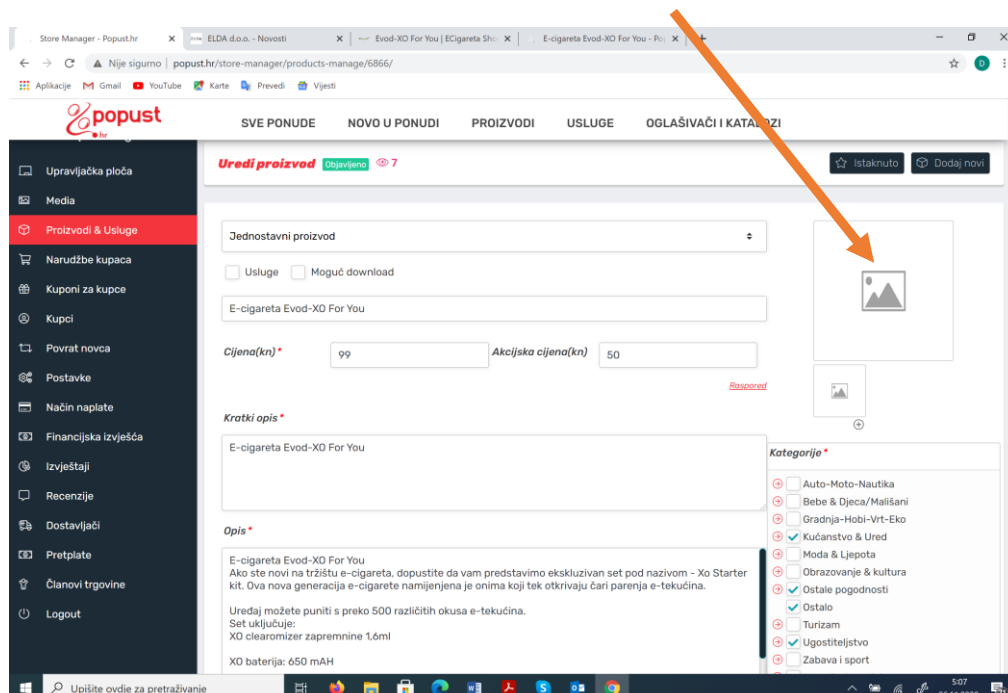 Store Manager - Popust.hr
ELDA d.o.o. - Novosti
Evod-XO For You | ECigareta Sho
E-cigareta Evod-XO For You - Po
Nije sigurno | popust.hr/store-manager/products-manage/6866/
Aplikacije Gmail YouTube Karte Prevedi Vijesti
popust
hr
SVE PONUDE NOVO U PONUDI PROIZVODI USLUGE OGLAŠIVAČI I KATALOZI
Uredi proizvod Objavljeno 7 Istaknuto Dodaj novi
Upravljačka ploča
Media
Proizvodi & Usluge
Narudžbe kupaca
Kuponi za kupce
Kupci
Povrat novca
Postavke
Način naplate
Financijska izvješća
Izvještaji
Recenzije
Dostavljači
Pretplate
Članovi trgovine
Logout
Jednostavni proizvod
Usluge Moguć download
E-cigareta Evod-XO For You
Cijena(kn)* 99 Akcijska cijena(kn) 50
Raspored
Kratki opis*
E-cigareta Evod-XO For You
Opis*
E-cigareta Evod-XO For You
Ako ste novi na tržištu e-cigareta, dopustite da vam predstavimo ekskluzivan set pod nazivom - Xo Starter
kit. Ova nova generacija e-cigarete namijenjena je onima koji tek otkrivaju čari parenja e-tekućina.
Uređaj možete puniti s preko 500 različitih okusa e-tekućina.
Set uključuje:
XO clearomizer zapremnine 1,6ml
XO baterija: 650 mAH
Kategorije*
Auto-Moto-Nautika
Bebe & Djeca/Mališani
Gradnja-Hobi-Vrt-Eko
Kućanstvo & Ured
Moda & Ljepota
Obrazovanje & kultura
Ostale pogodnosti
Ostalo
Turizam
Ugostiteljstvo
Zabava i sport
Upišite ovdje za pretraživanje
5:07